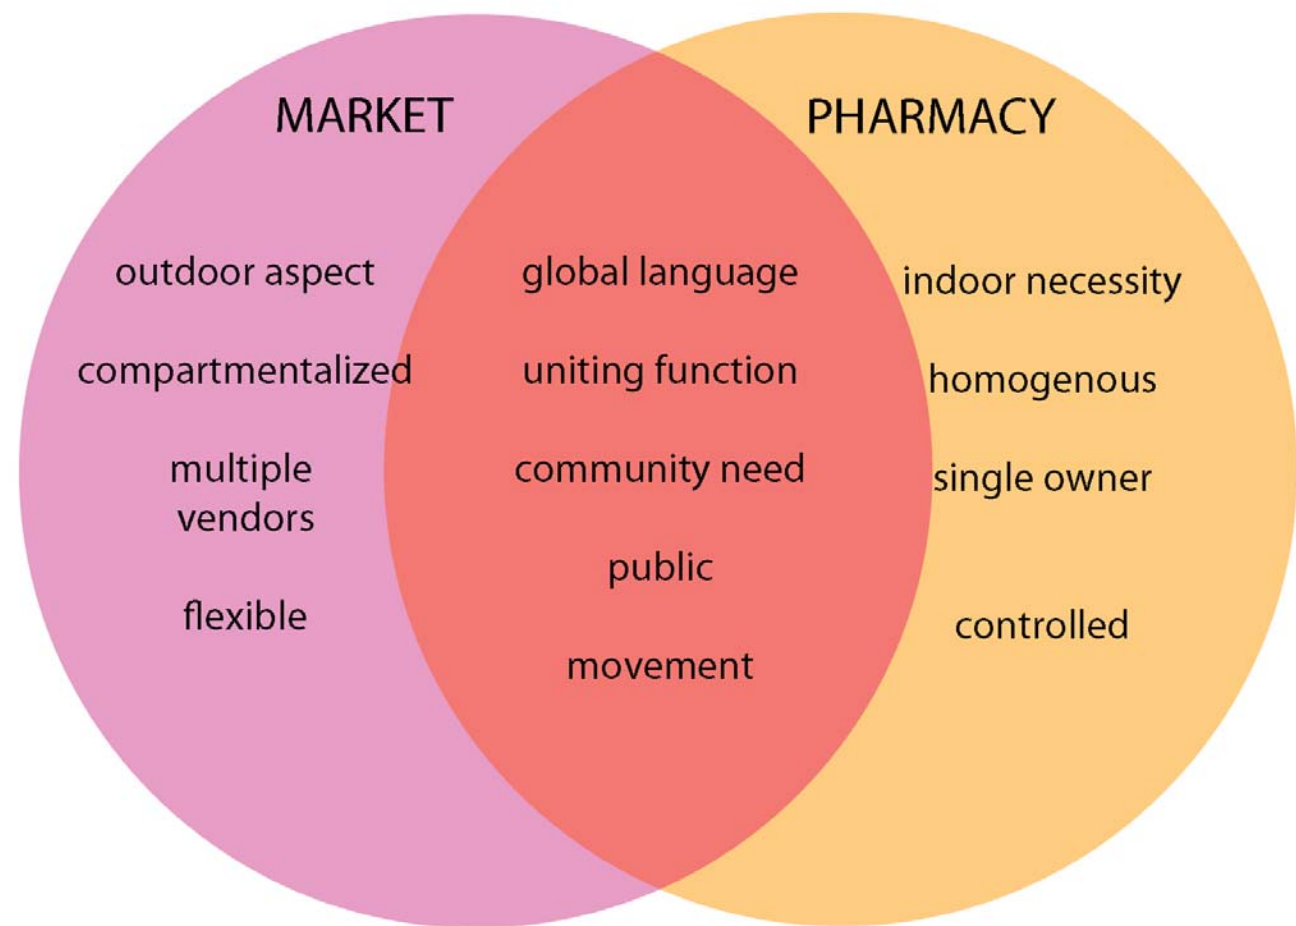 MARKET
outdoor aspect
compartmentalized
multiple
vendors
flexible
global language
uniting function
community need
public
movement
PHARMACY
indoor necessity
homogenous
single owner
controlled